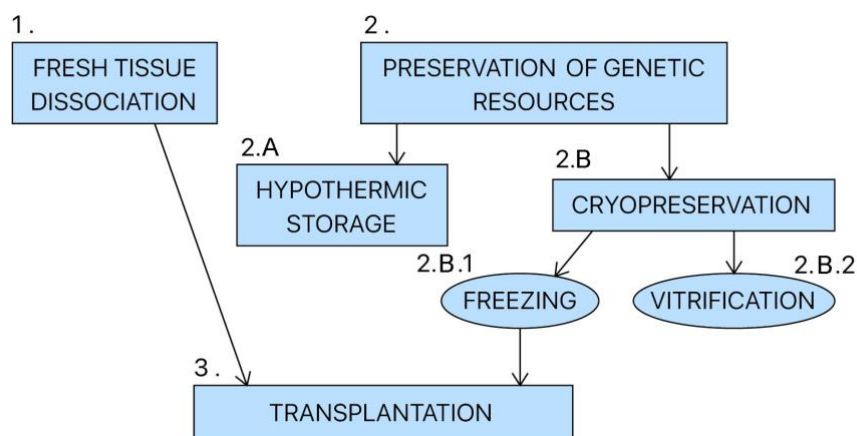 1.
FRESH TISSUE
DISSOCIATION
2.
PRESERVATION OF GENETIC
RESOURCES
2.A
HYPOTHERMIC
STORAGE
2.B
CRYOPRESERVATION
2.B.1
FREEZING
2.B.2
VITRIFICATION
3.
TRANSPLANTATION